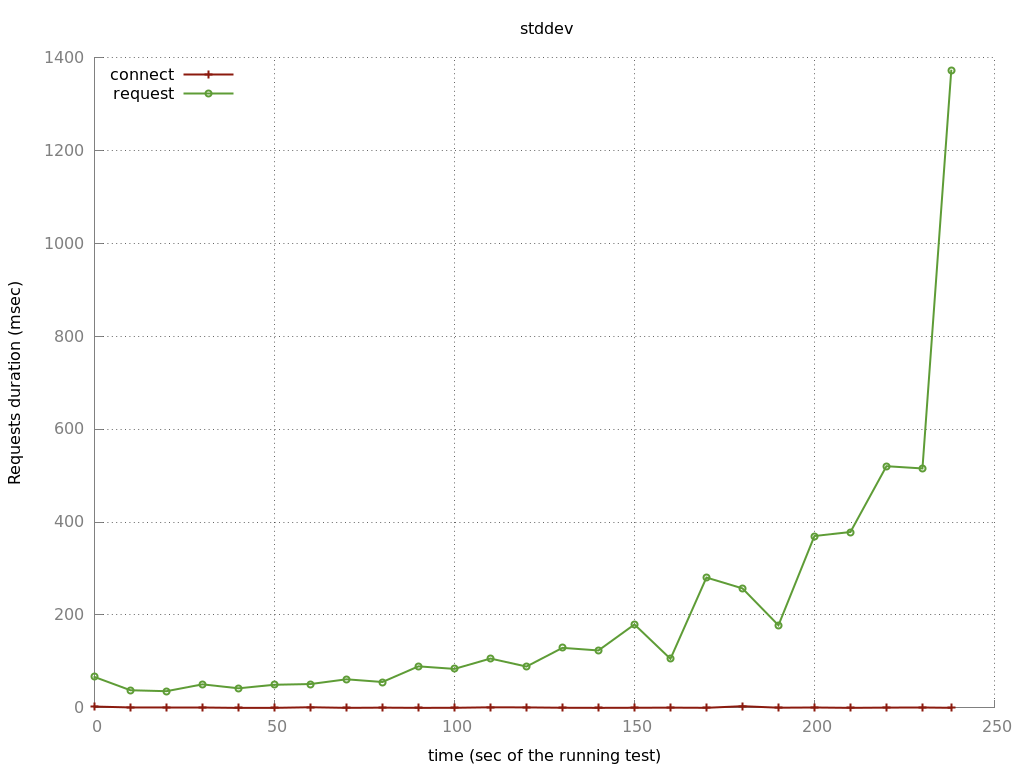 stddev
connect
request
1400
1200
1000
800
600
400
200
0
0 50 100 150 200 250
Requests duration (msec)
time (sec of the running test)